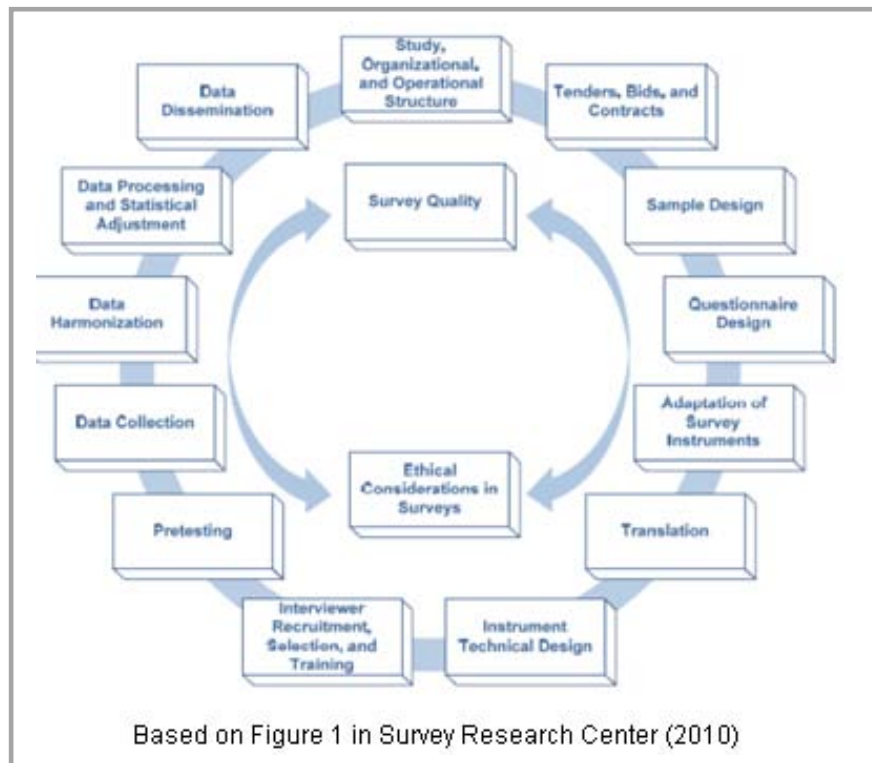 Study,
Organizational,
and Operational
Structure
Tenders, Bids, and
Contracts
Sample Design
Questionnaire
Design
Adaptation of
Survey
Instruments
Translation
Instrument
Technical Design
Interviewer
Recruitment,
Selection, and
Training
Pretesting
Data Collection
Data
Harmonization
Data Processing
and Statistical
Adjustment
Data
Dissemination
Survey Quality
Ethical
Considerations in
Surveys
Based on Figure 1 in Survey Research Center (2010)